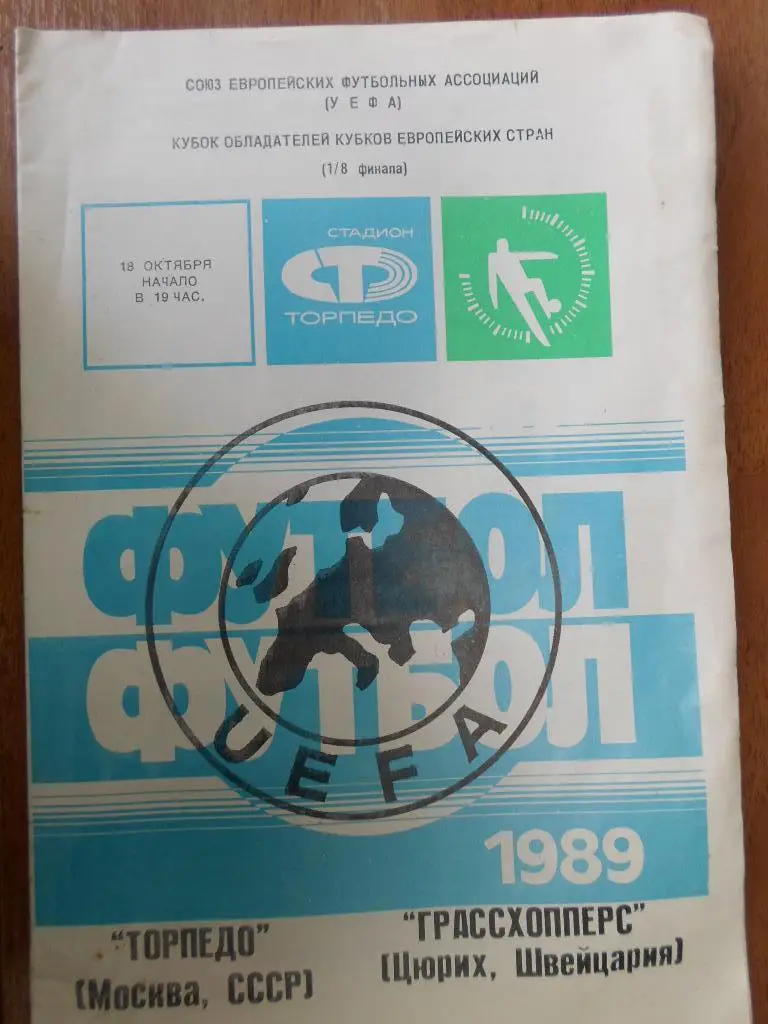 СОЮЗ ЕВРОПЕЙСКИХ ФУТБОЛЬНЫХ АССОЦИАЦИЙ
(У Е Ф А)
КУБОК ОБЛАДАТЕЛЕЙ КУБКОВ ЕВРОПЕЙСКИХ СТРАН
(1/8 финала)
18 ОКТЯБРЯ
НАЧАЛО
В 19 ЧАС.
СТАДИОН
СТ
ТОРПЕДО
ФУТБОЛ
ФУТБОЛ
UEFA
1989
"ТОРПЕДО"
(Москва, СССР)
"ГРАССХОППЕРС"
(Цюрих, Швейцария)